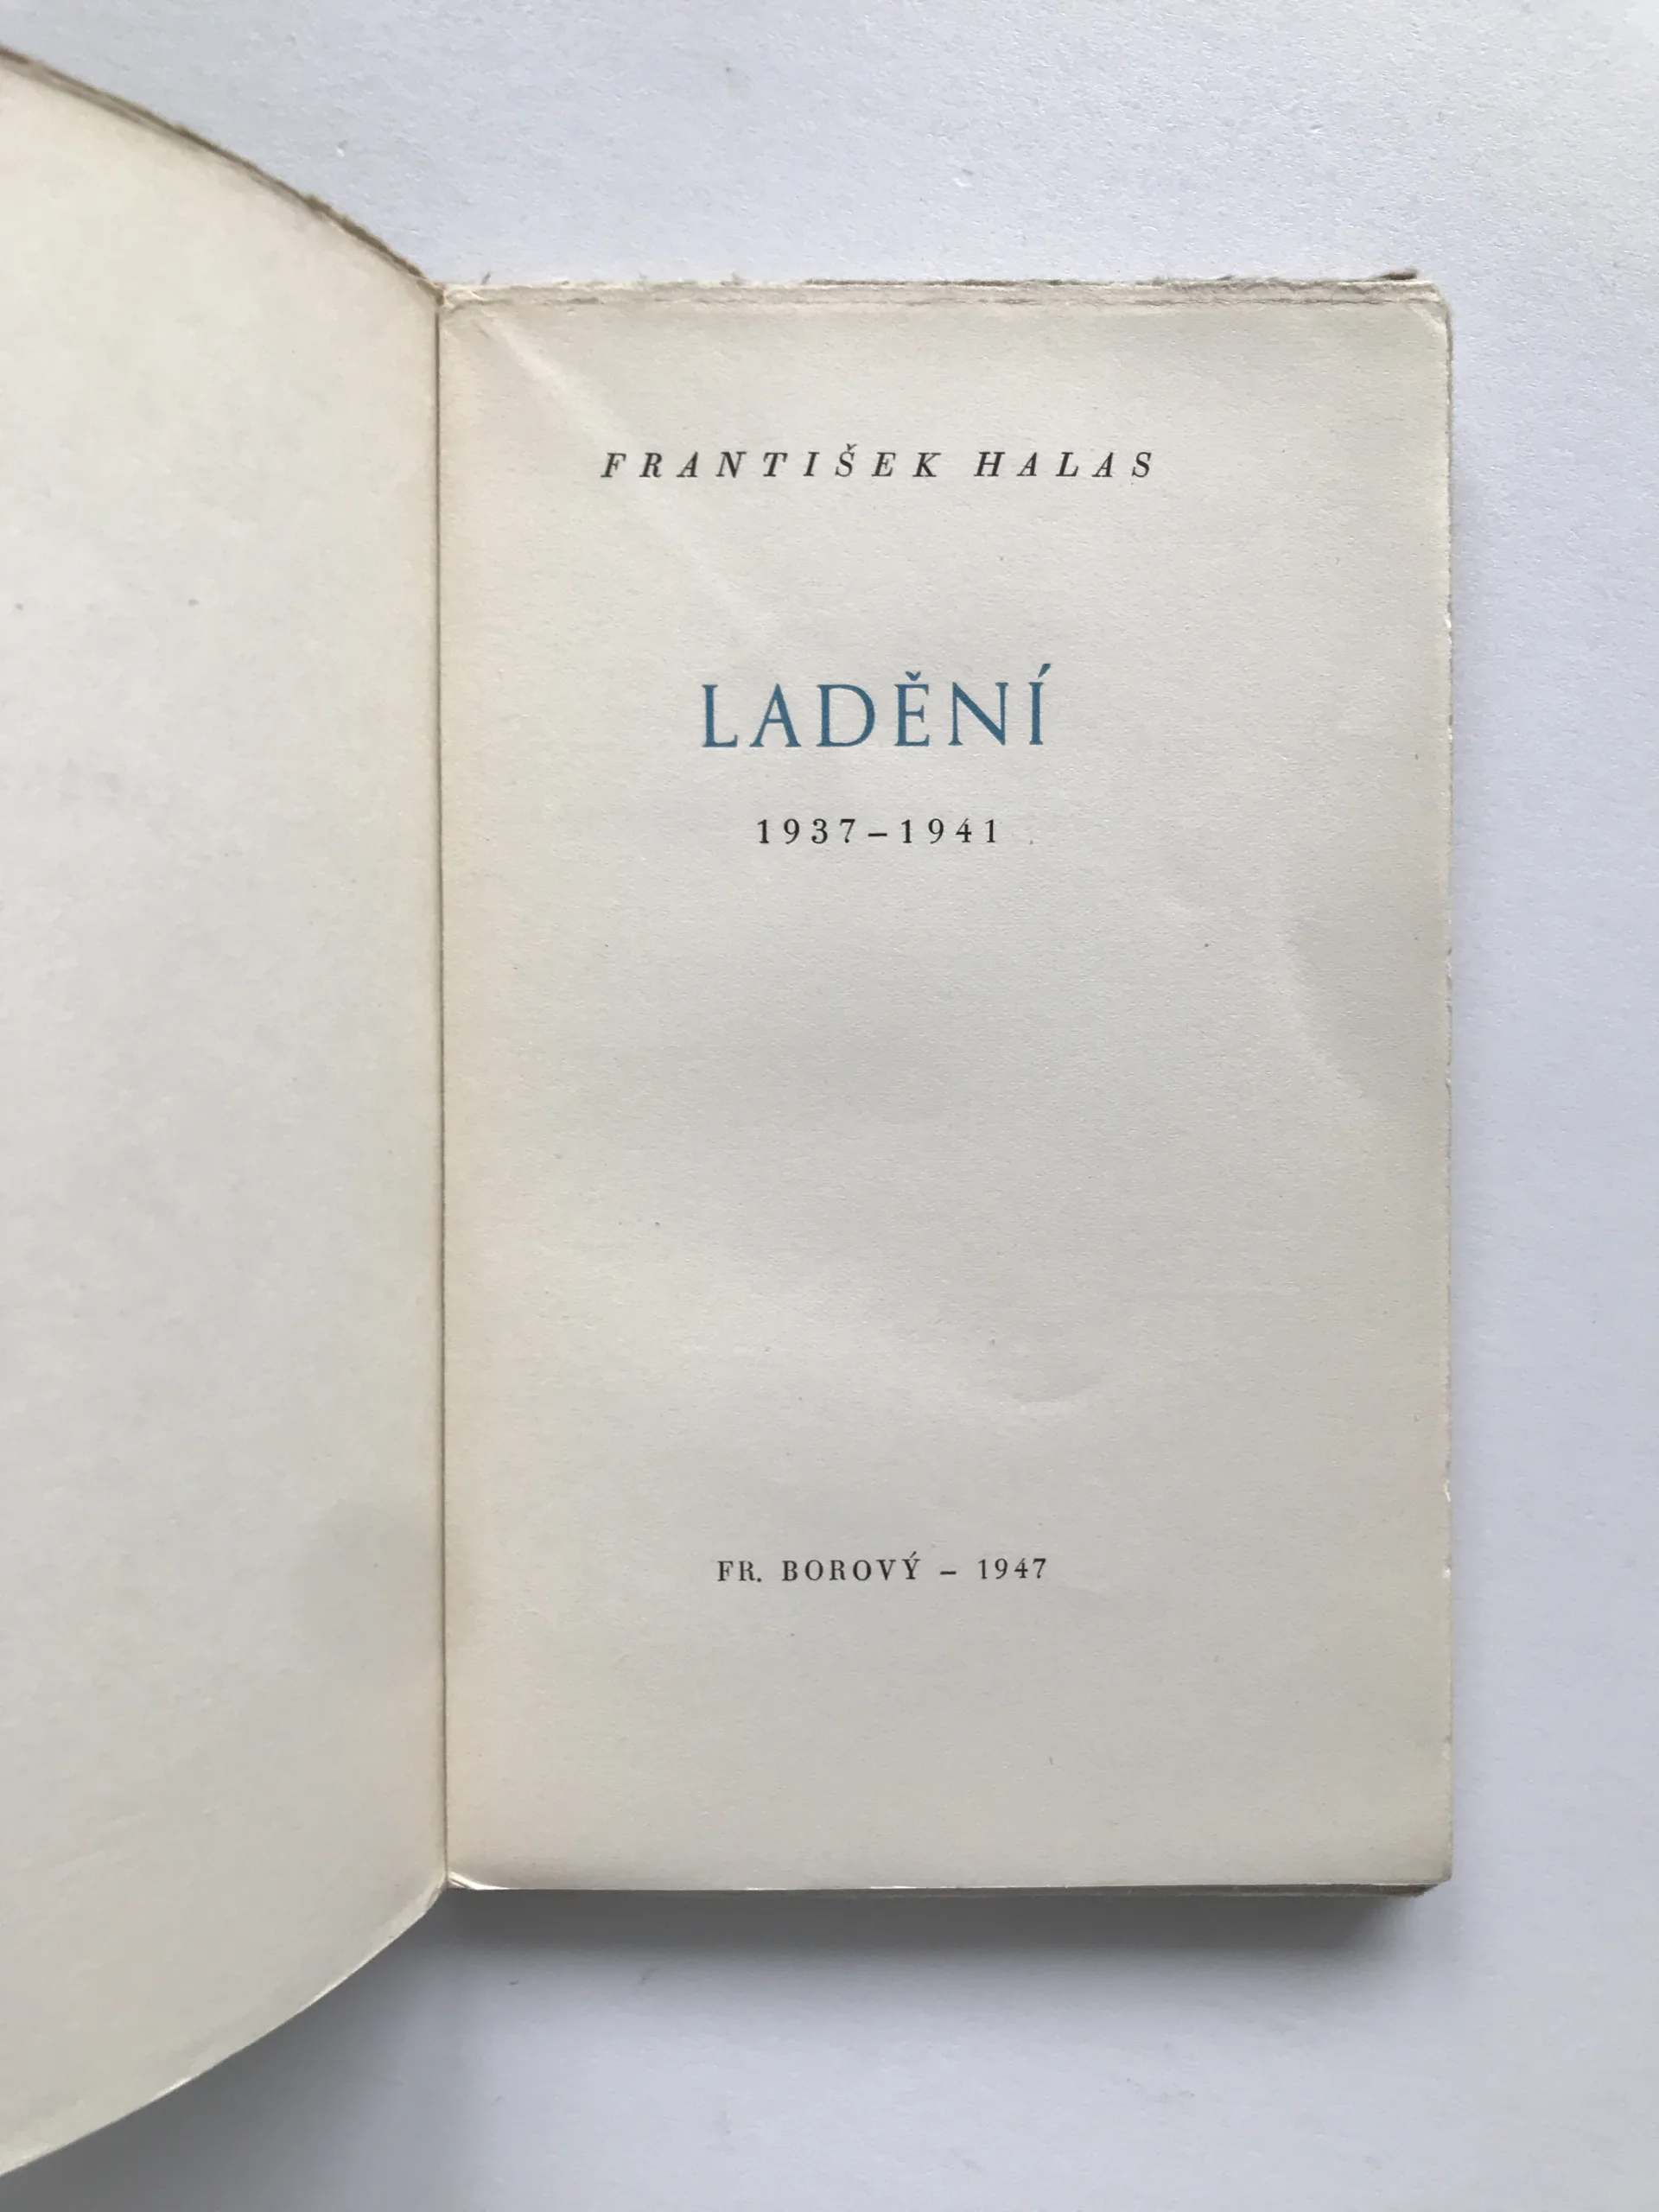 FRANTIŠEK HALAS
LADĚNÍ
1937–1941
FR. BOROVÝ – 1947